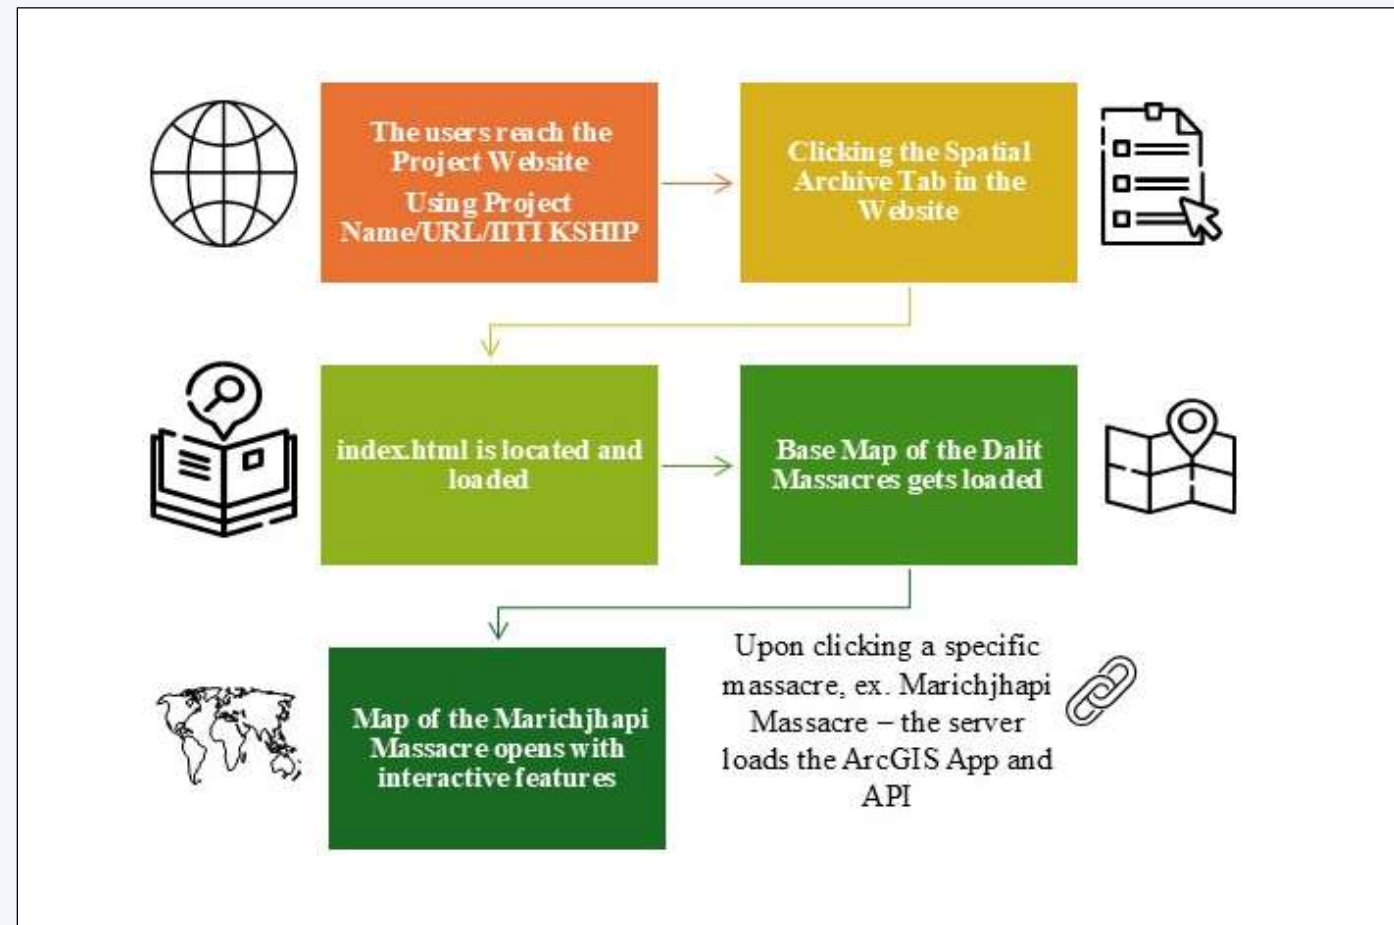 The users reach the
Project Website
Using Project
Name/URL/IITI KSHIP
Clicking the Spatial
Archive Tab in the
Website
index.html is located and
loaded
Base Map of the Dalit
Massacres gets loaded
Map of the Marichjhapi
Massacre opens with
interactive features
Upon clicking a specific
massacre, ex. Marichjhapi
Massacre – the server
loads the ArcGIS App and
API